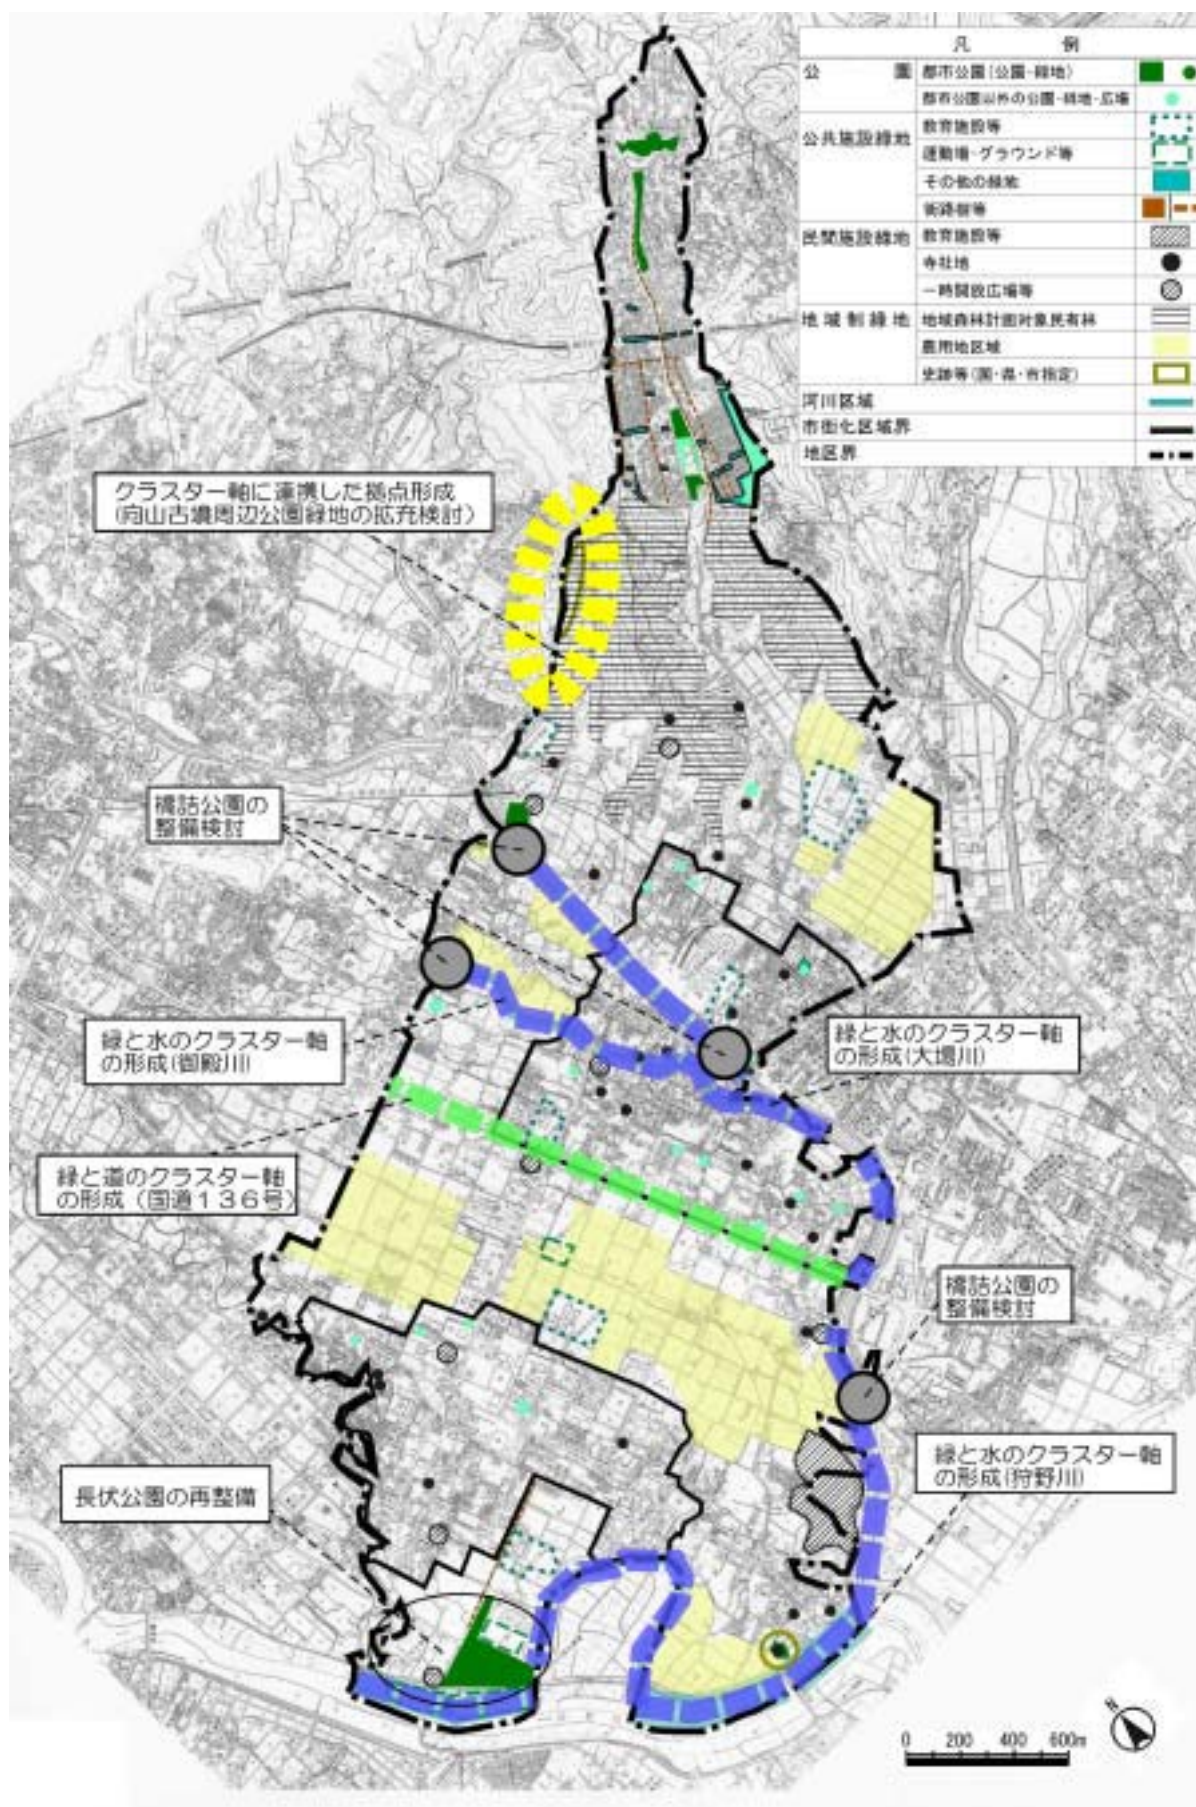 凡 例
公 園 都市公園(公園・緑地)
都市公園以外の公園・緑地・広場
公共施設緑地 教育施設等
運動場・グラウンド等
その他の緑地
街路樹等
民間施設緑地 教育施設等
寺社地
一時開放広場等
地域制緑地 地域森林計画対象民有林
農用地区域
史跡等(国・県・市指定)
河川区域
市街化区域界
地区界
クラスター軸に連携した拠点形成
(向山古墳周辺公園緑地の拡充検討)
橋詰公園の
整備検討
緑と水のクラスター軸
の形成(御殿川)
緑と水のクラスター軸
の形成(大場川)
緑と道のクラスター軸
の形成(国道136号)
橋詰公園の
整備検討
緑と水のクラスター軸
の形成(狩野川)
長伏公園の再整備
N
0 200 400 600m